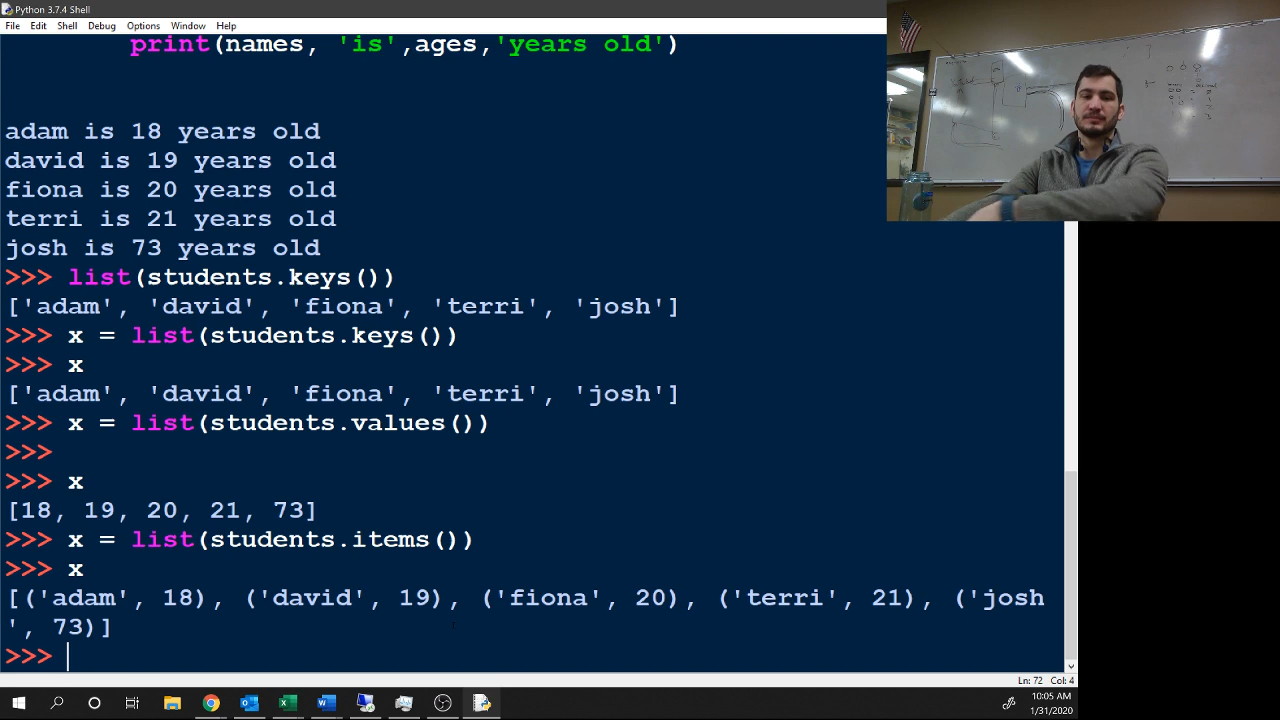 Python 3.7.4 Shell
File Edit Shell Debug Options Window Help
print(names, 'is',ages,'years old')
adam is 18 years old
david is 19 years old
fiona is 20 years old
terri is 21 years old
josh is 73 years old
>>> list(students.keys())
['adam', 'david', 'fiona', 'terri', 'josh']
>>> x = list(students.keys())
>>> x
['adam', 'david', 'fiona', 'terri', 'josh']
>>> x = list(students.values())
>>>
>>> x
[18, 19, 20, 21, 73]
>>> x = list(students.items())
>>> x
[('adam', 18), ('david', 19), ('fiona', 20), ('terri', 21), ('josh
', 73)]
>>>
Ln: 72 Col: 4
10:05 AM
1/31/2020